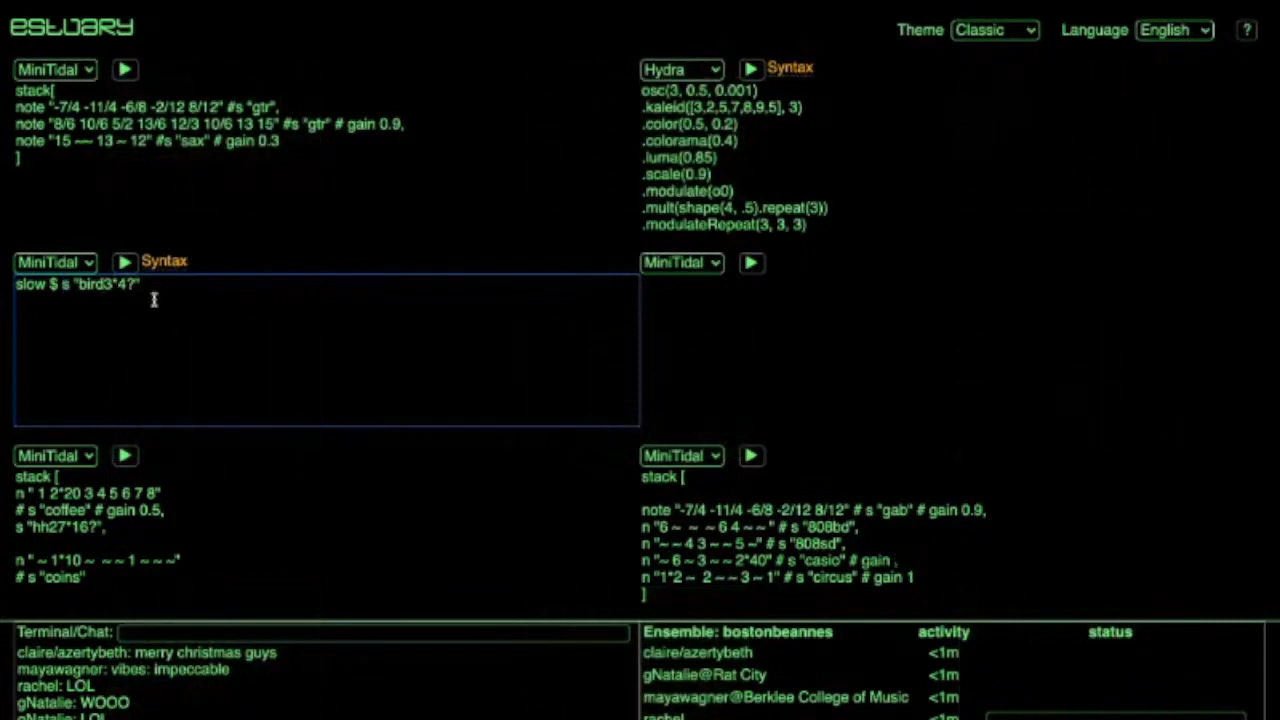 estuary
Theme Classic Language English ?
MiniTidal
stack[
note "-7/4 -11/4 -6/8 -2/12 8/12" #s "gtr",
note "8/6 10/6 5/2 13/6 12/3 10/6 13 15" #s "gtr" # gain 0.9,
note "15 ~~ 13 ~ 12" #s "sax" # gain 0.3
]
Hydra Syntax
osc(3, 0.5, 0.001)
.kaleid([3,2,5,7,8,9,5], 3)
.color(0.5, 0.2)
.colorama(0.4)
.luma(0.85)
.scale(0.9)
.modulate(o0)
.mult(shape(4, .5).repeat(3))
.modulateRepeat(3, 3, 3)
MiniTidal Syntax
slow $ s "bird3*4?"
MiniTidal
MiniTidal
stack [
n " 1 2*20 3 4 5 6 7 8"
# s "coffee" # gain 0.5,
s "hh27*16?",
n " ~ 1*10 ~ ~ ~ 1 ~ ~ ~"
# s "coins"
MiniTidal
stack [
note "-7/4 -11/4 -6/8 -2/12 8/12" # s "gab" # gain 0.9,
n "6 ~ ~ ~ 6 4 ~ ~" # s "808bd",
n "~ ~ 4 3 ~ ~ 5 ~" # s "808sd",
n "~ 6 ~ 3 ~ ~ 2*40" # s "casio" # gain ,
n "1*2 ~ 2 ~ ~ 3 ~ 1" # s "circus" # gain 1
]
Terminal/Chat:
claire/azertybeth: merry christmas guys
mayawagner: vibes: impeccable
rachel: LOL
gNatalie: WOOO
gNatalie: LOL
Ensemble: bostonbeannes activity status
claire/azertybeth <1m
gNatalie@Rat City <1m
mayawagner@Berklee College of Music <1m
rachel <1m